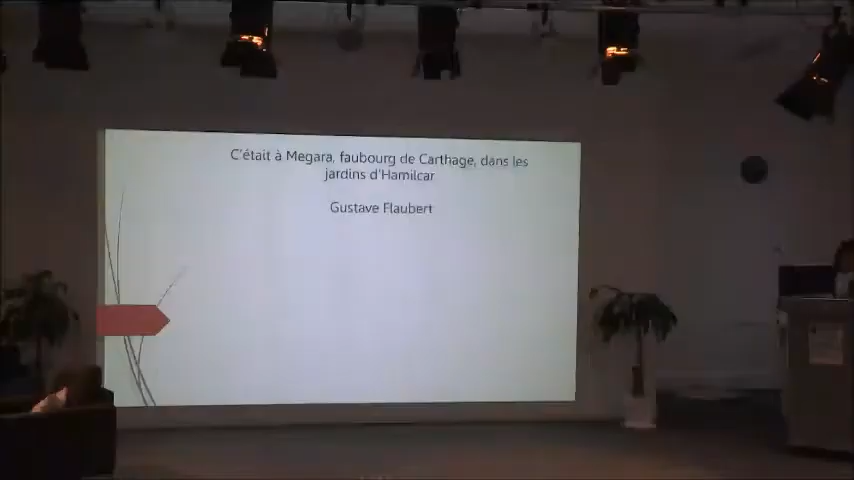 C'était à Megara, faubourg de Carthage, dans les
jardins d'Hamilcar
Gustave Flaubert